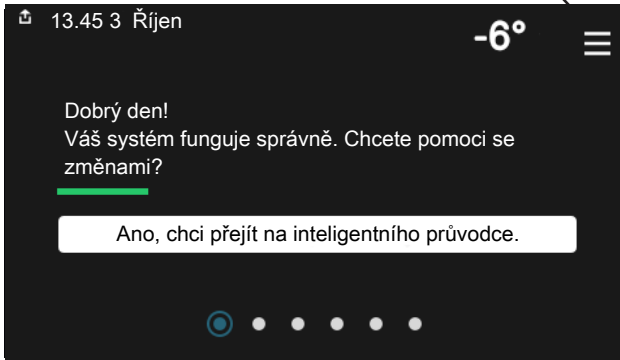 13.45 3 Říjen
-6°
Dobrý den!
Váš systém funguje správně. Chcete pomoci se
změnami?
Ano, chci přejít na inteligentního průvodce.